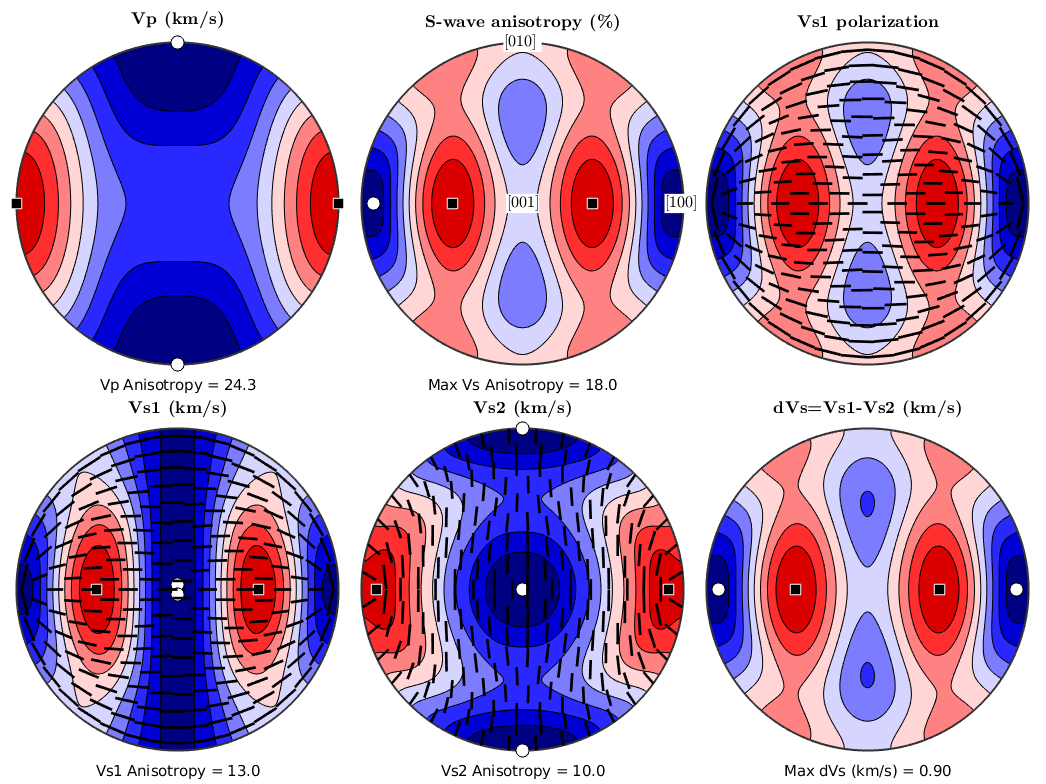 Vp (km/s)
S-wave anisotropy (%)
Vs1 polarization
[010]
[001]
[100]
Vp Anisotropy = 24.3
Max Vs Anisotropy = 18.0
Vs1 (km/s)
Vs2 (km/s)
dVs=Vs1-Vs2 (km/s)
Vs1 Anisotropy = 13.0
Vs2 Anisotropy = 10.0
Max dVs (km/s) = 0.90